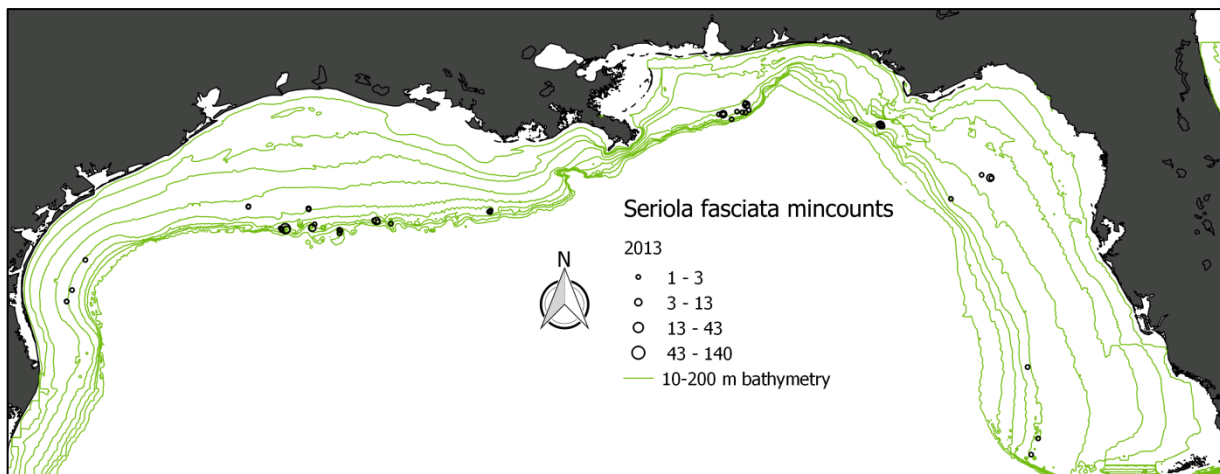 Seriola fasciata mincounts
2013
N
1 - 3
3 - 13
13 - 43
43 - 140
10-200 m bathymetry